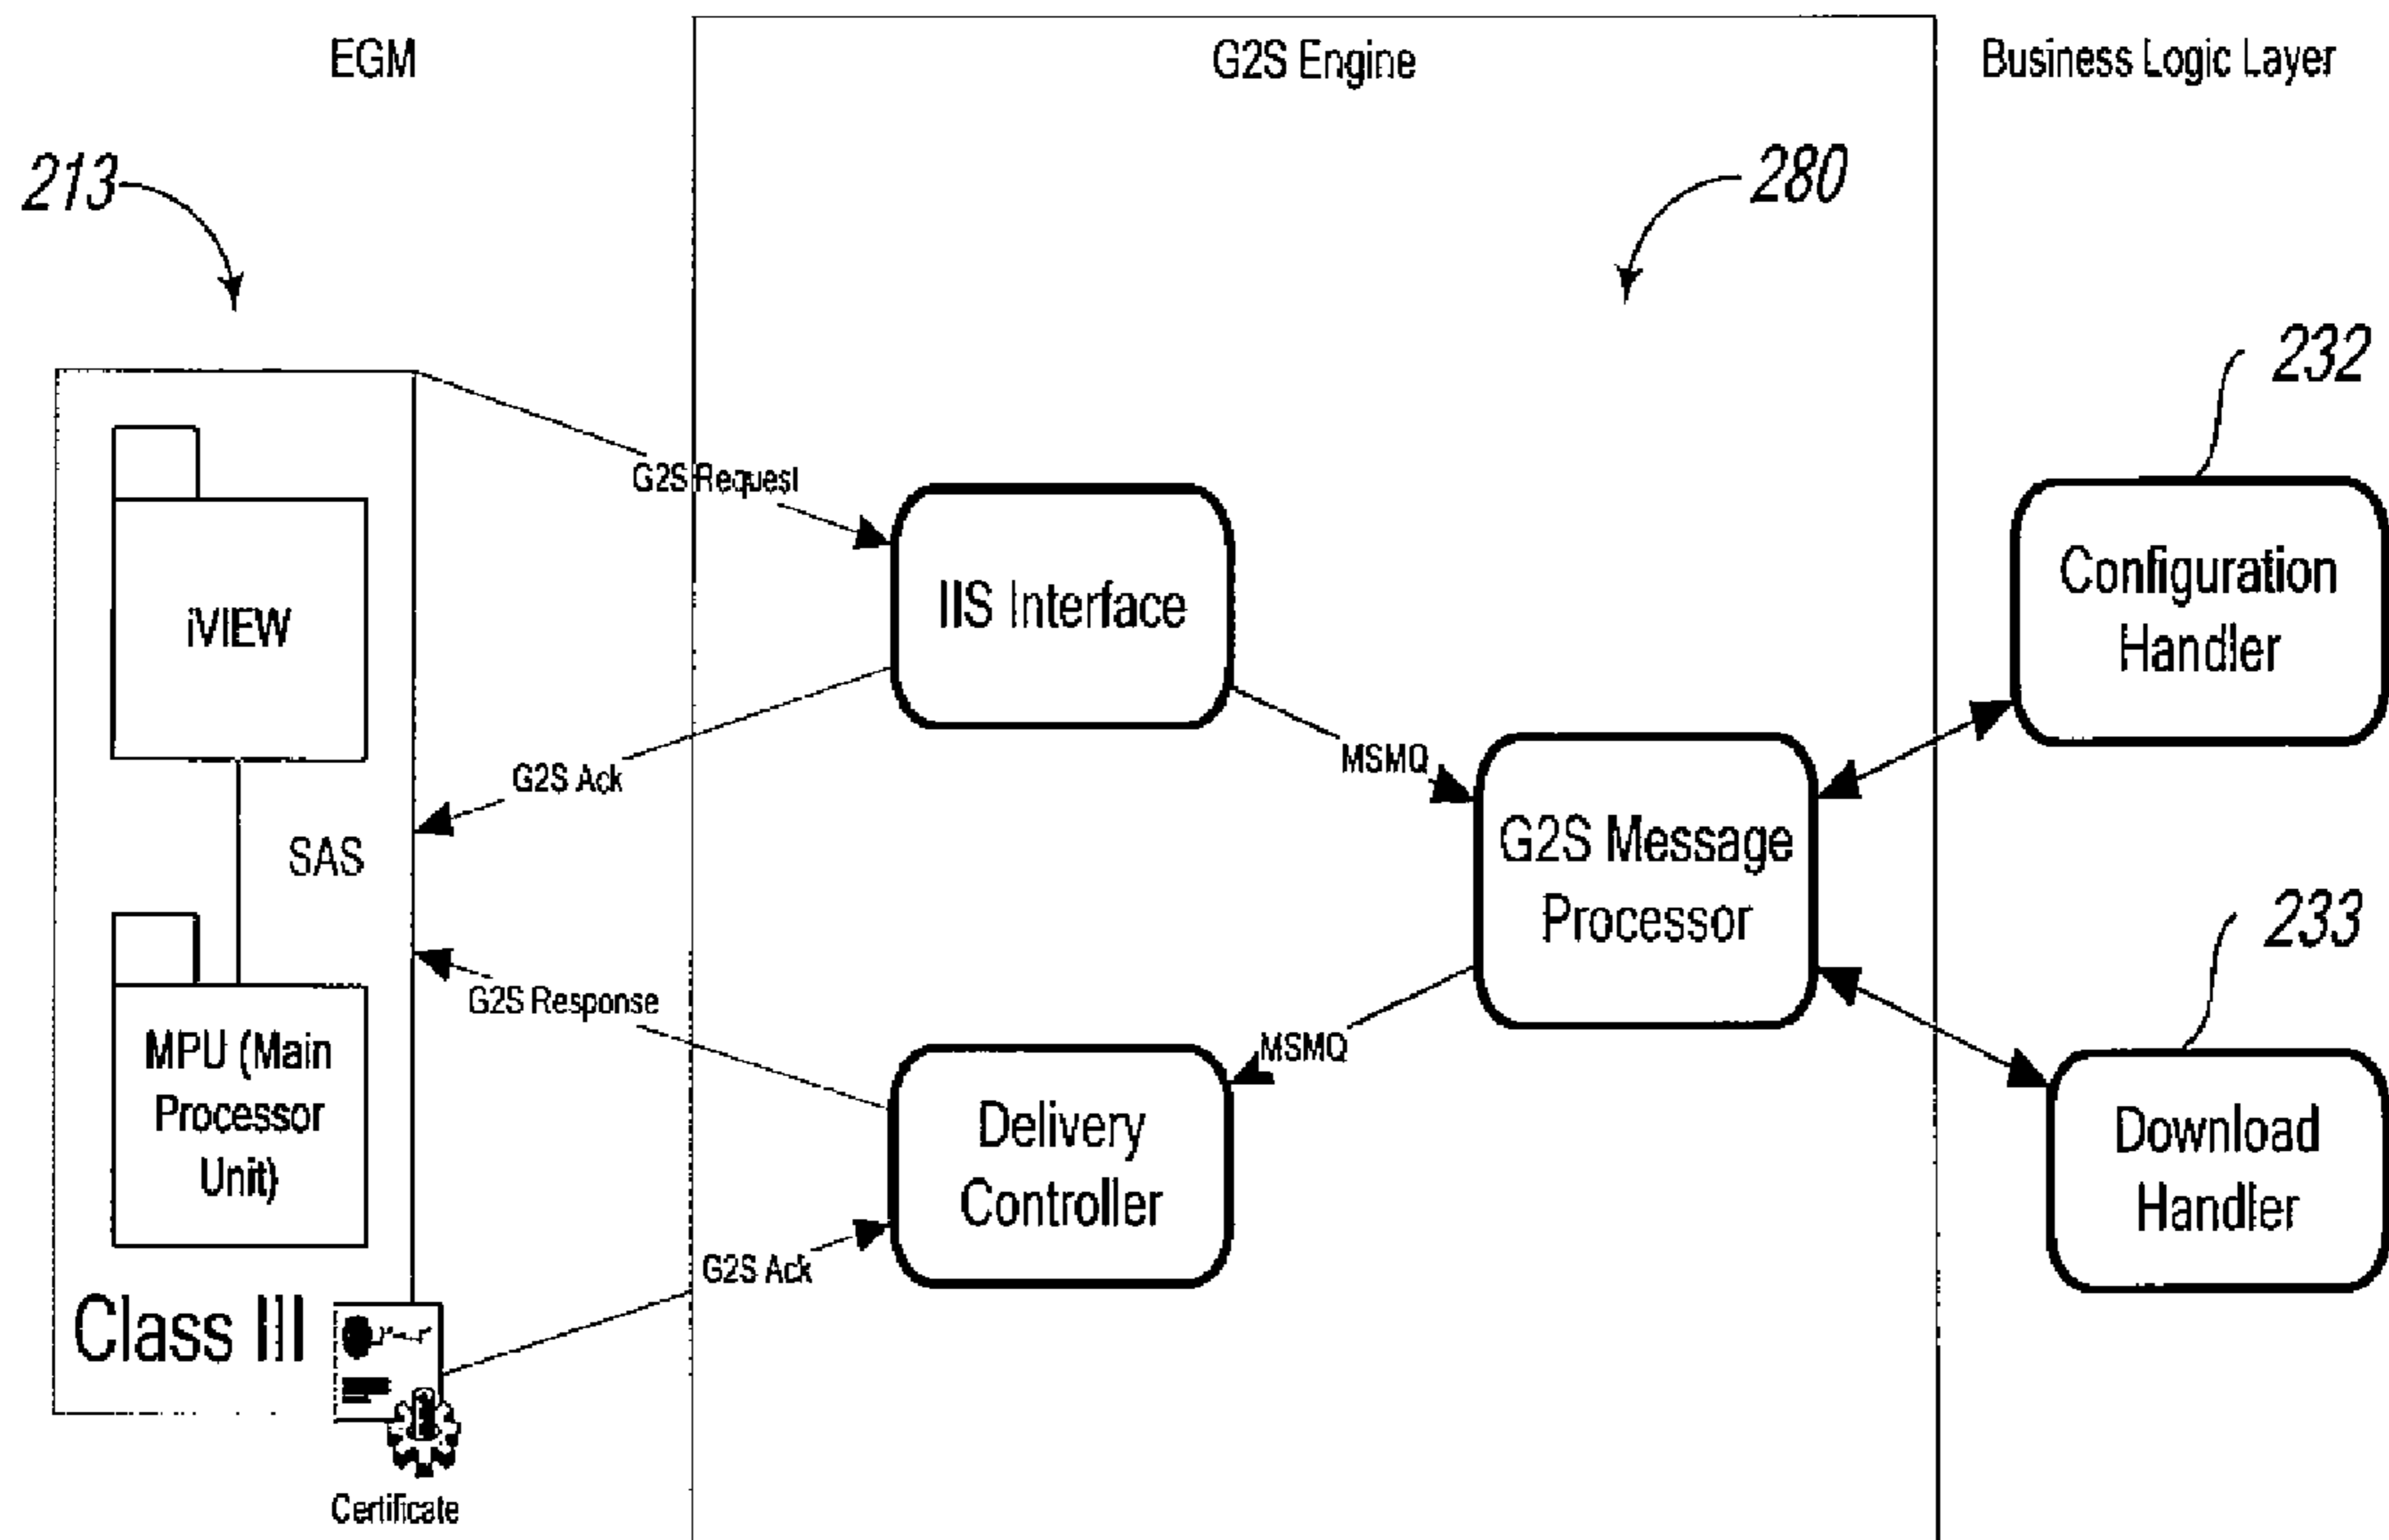 EGM
G2S Engine
Business Logic Layer
213
280
232
G2S Request
iVIEW
IIS Interface
Configuration
Handler
G2S Ack
MSMQ
SAS
G2S Message
Processor
233
G2S Response
MPU (Main
Processor
Unit)
MSMQ
Delivery
Controller
Download
Handler
G2S Ack
Class III
Certificate